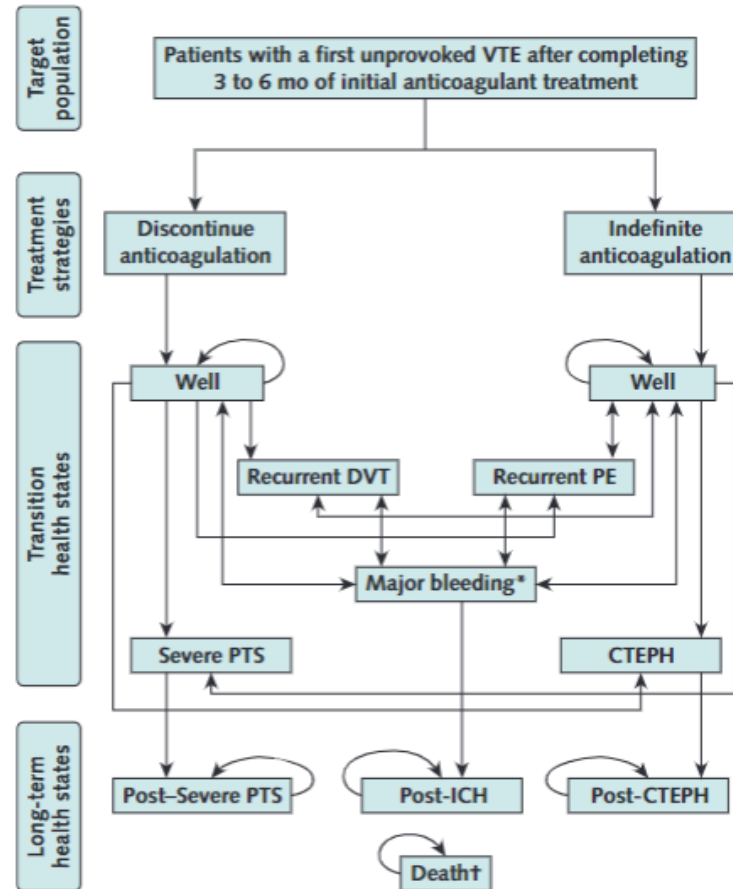 Target
population
Patients with a first unprovoked VTE after completing
3 to 6 mo of initial anticoagulant treatment
Treatment
strategies
Discontinue
anticoagulation
Indefinite
anticoagulation
Transition
health states
Well
Well
Recurrent DVT
Recurrent PE
Major bleeding*
Severe PTS
CTEPH
Long-term
health states
Post–Severe PTS
Post-ICH
Post-CTEPH
Death†